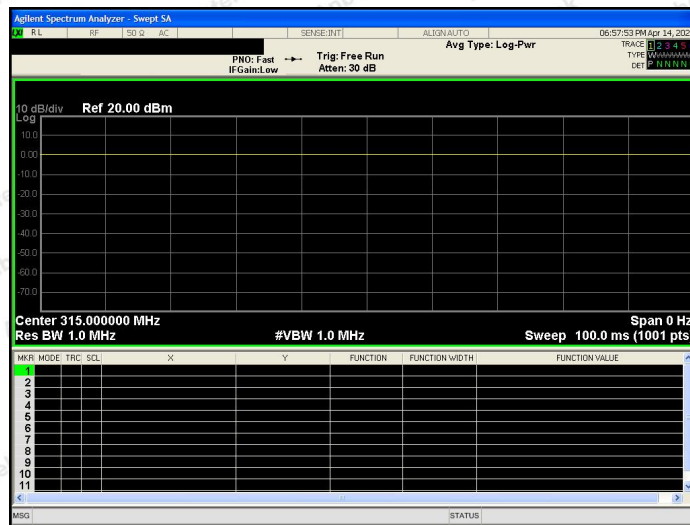 Agilent Spectrum Analyzer - Swept SA
LXI RL RF 50 Ω AC SENSE:INT ALIGNAUTO 06:57:53 PM Apr 14, 202
Avg Type: Log-Pwr
TRACE 1 2 3 4 5
PNO: Fast Trig: Free Run
TYPE
IFGain:Low Atten: 30 dB
DET P N N N N
10 dB/div Ref 20.00 dBm
Log
10.0
0.00
-10.0
-20.0
-30.0
-40.0
-50.0
-60.0
-70.0
Center 315.000000 MHz Span 0 Hz
Res BW 1.0 MHz #VBW 1.0 MHz Sweep 100.0 ms (1001 pts
MKR MODE TRC SCL X Y FUNCTION FUNCTION WIDTH FUNCTION VALUE
1
2
3
4
5
6
7
8
9
10
11
MSG STATUS